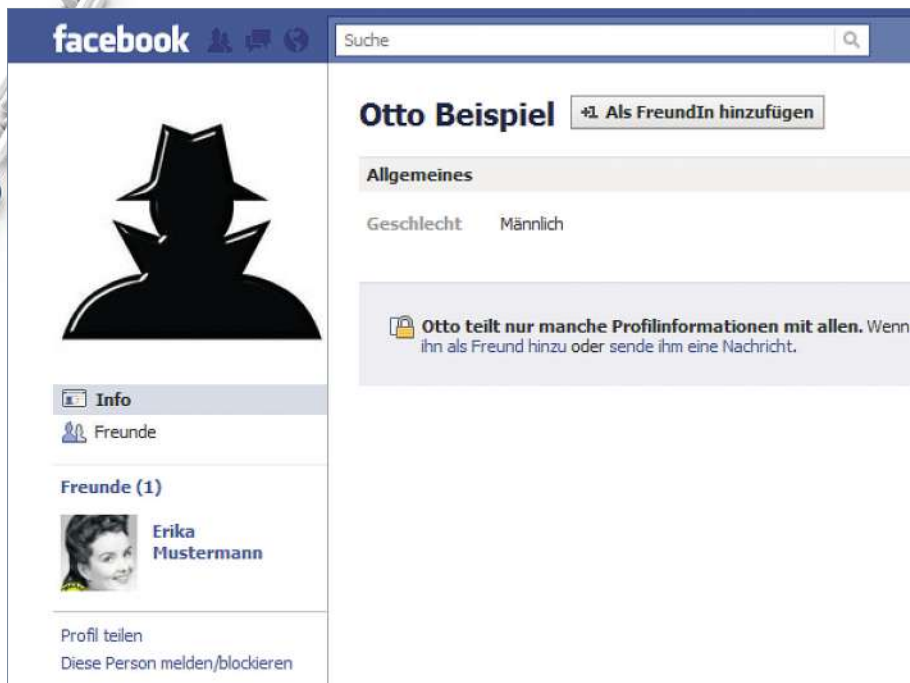 facebook
Suche
Otto Beispiel
+1 Als FreundIn hinzufügen
Allgemeines
Geschlecht Männlich
Otto teilt nur manche Profilinformationen mit allen. Wenn
ihn als Freund hinzu oder sende ihm eine Nachricht.
Info
Freunde
Freunde (1)
Erika
Mustermann
Profil teilen
Diese Person melden/blockieren